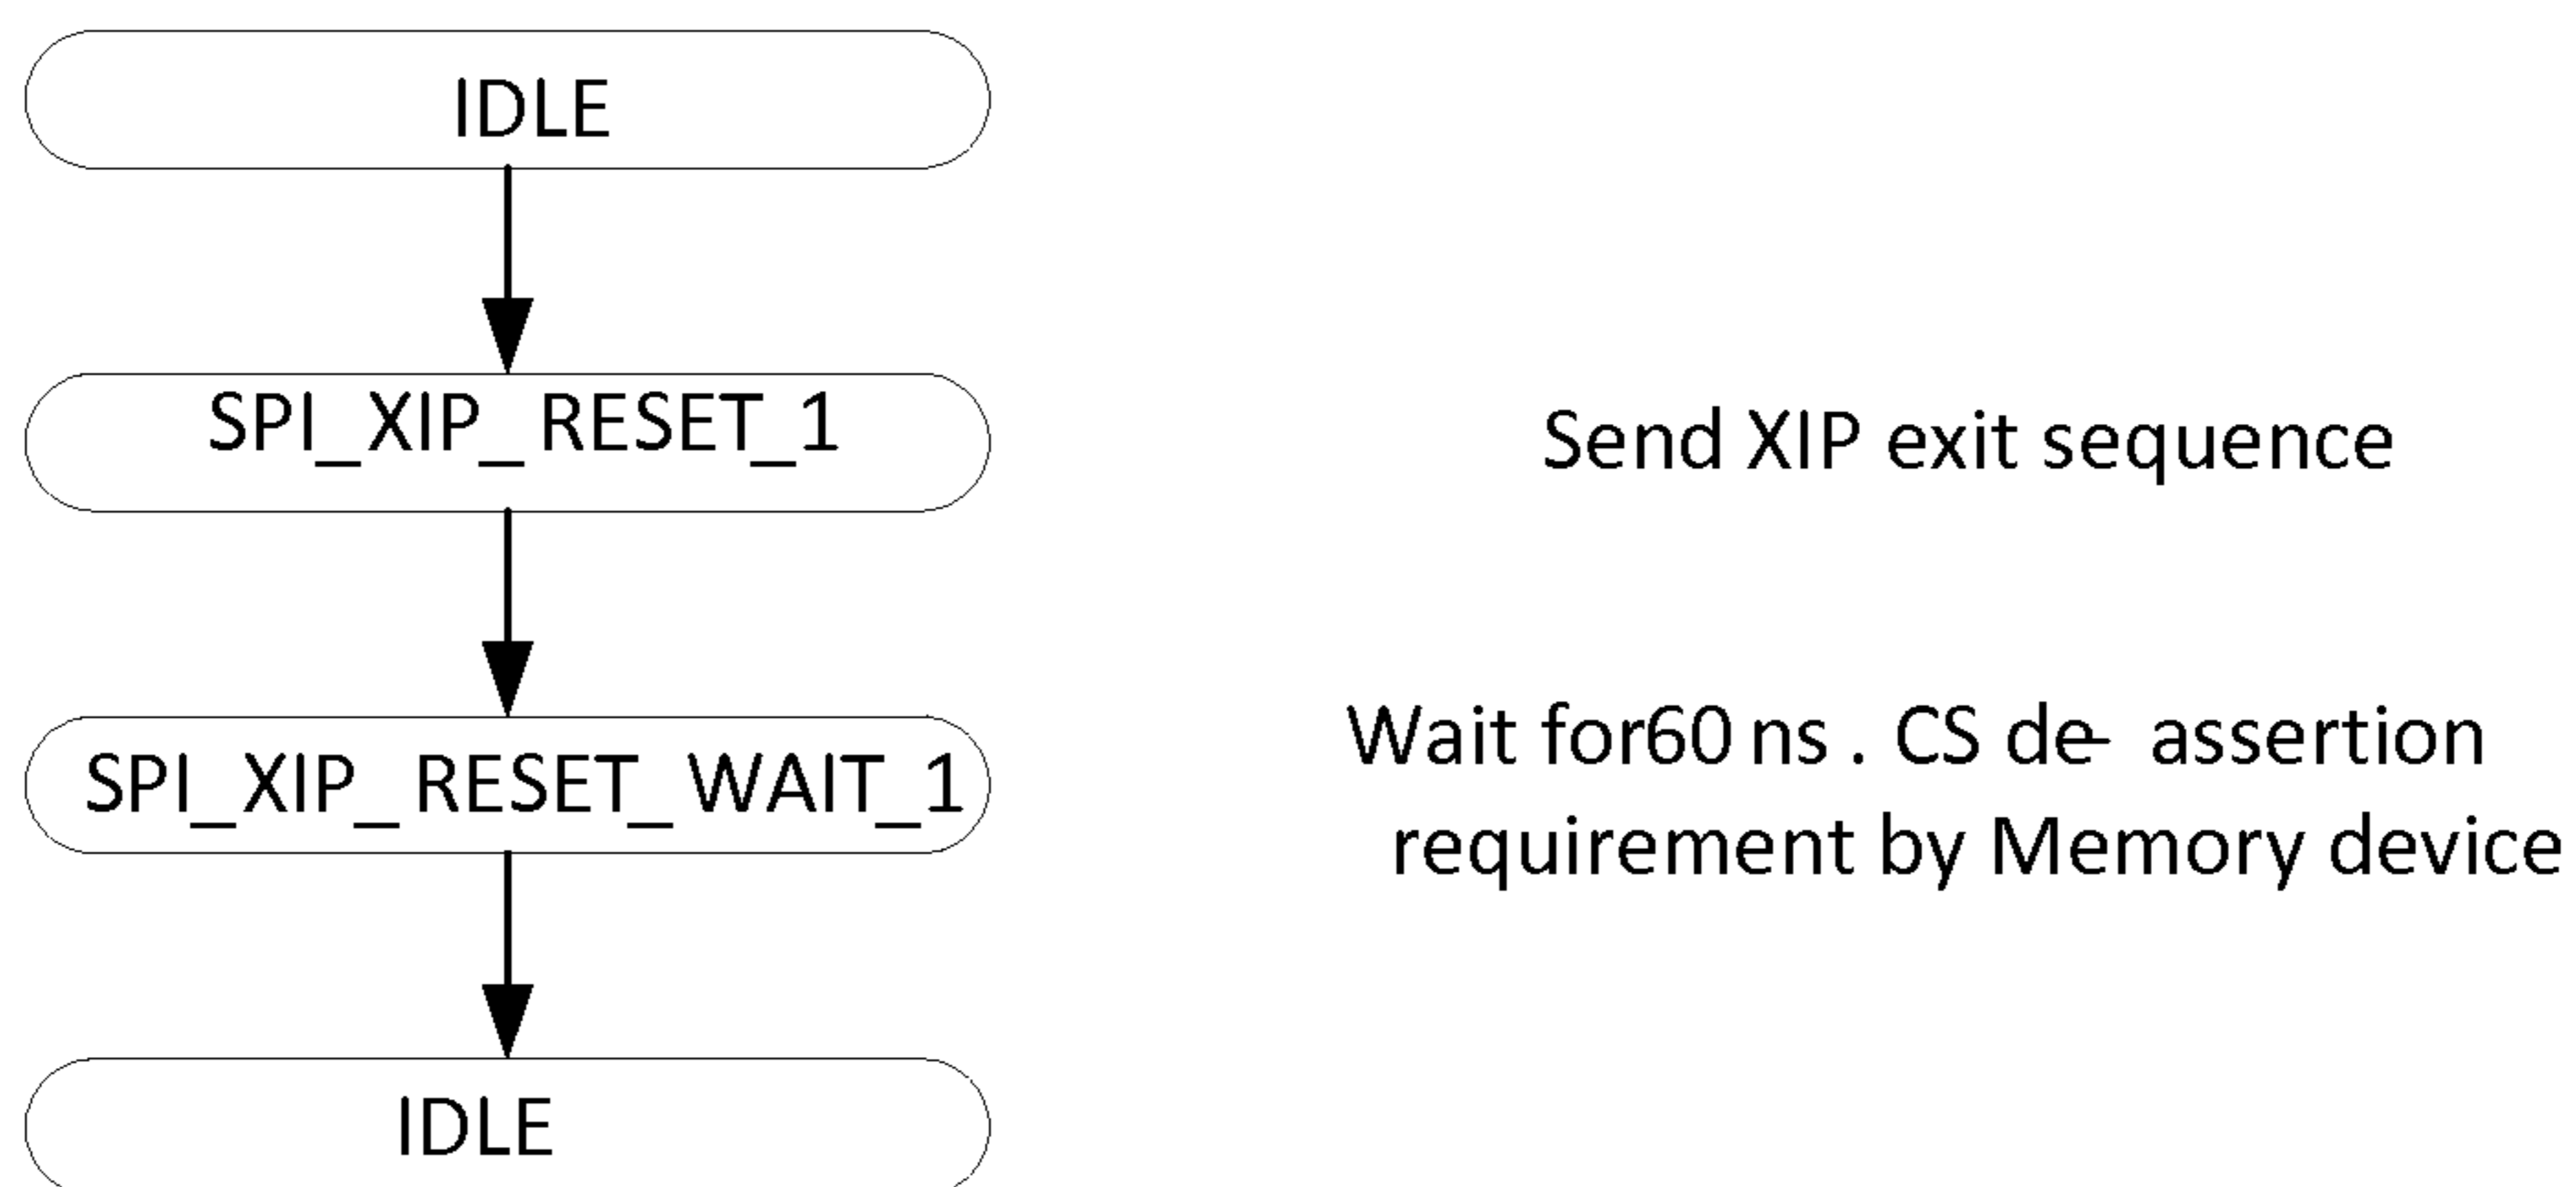 IDLE
SPI_XIP_RESET_1
Send XIP exit sequence
SPI_XIP_RESET_WAIT_1
Wait for60 ns . CS de- assertion
requirement by Memory device
IDLE